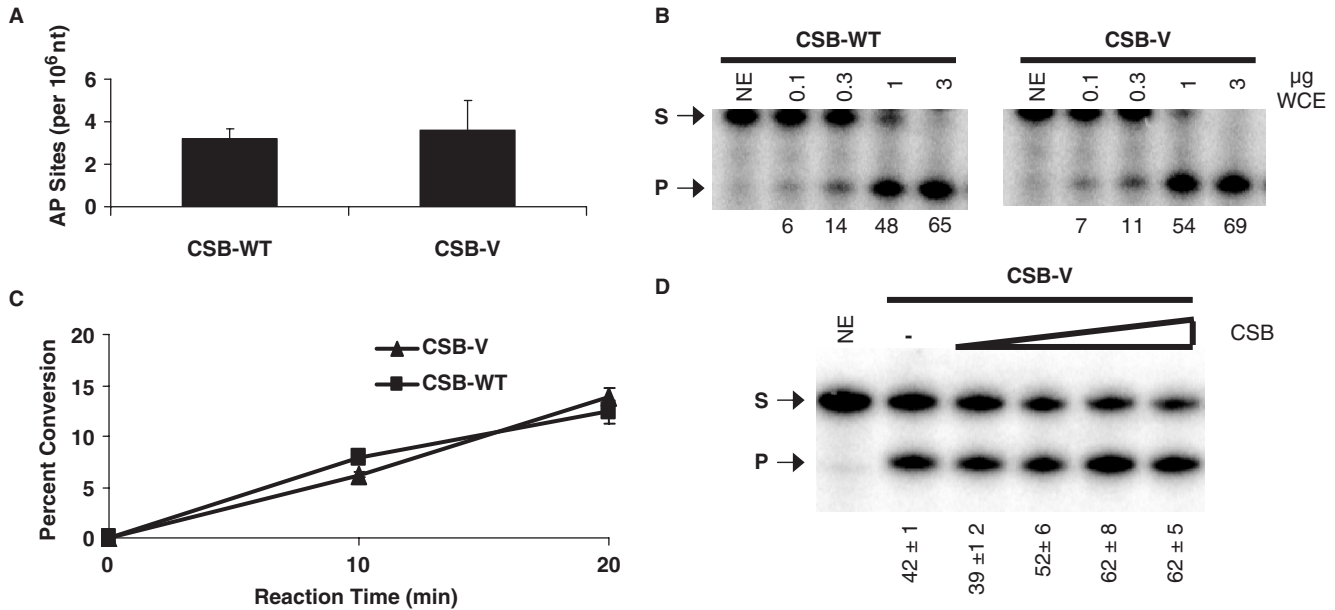 A
AP Sites (per 10⁶ nt)
6
4
2
0
CSB-WT
CSB-V
B
CSB-WT
CSB-V
NE
0.1
0.3
1
3
NE
0.1
0.3
1
3
µg
WCE
S
P
6 14 48 65
7 11 54 69
C
Percent Conversion
20
15
10
5
0
CSB-V
CSB-WT
0 10 20
Reaction Time (min)
D
CSB-V
NE
-
CSB
S
P
42 ± 1
39 ±1 2
52± 6
62 ± 8
62 ± 5